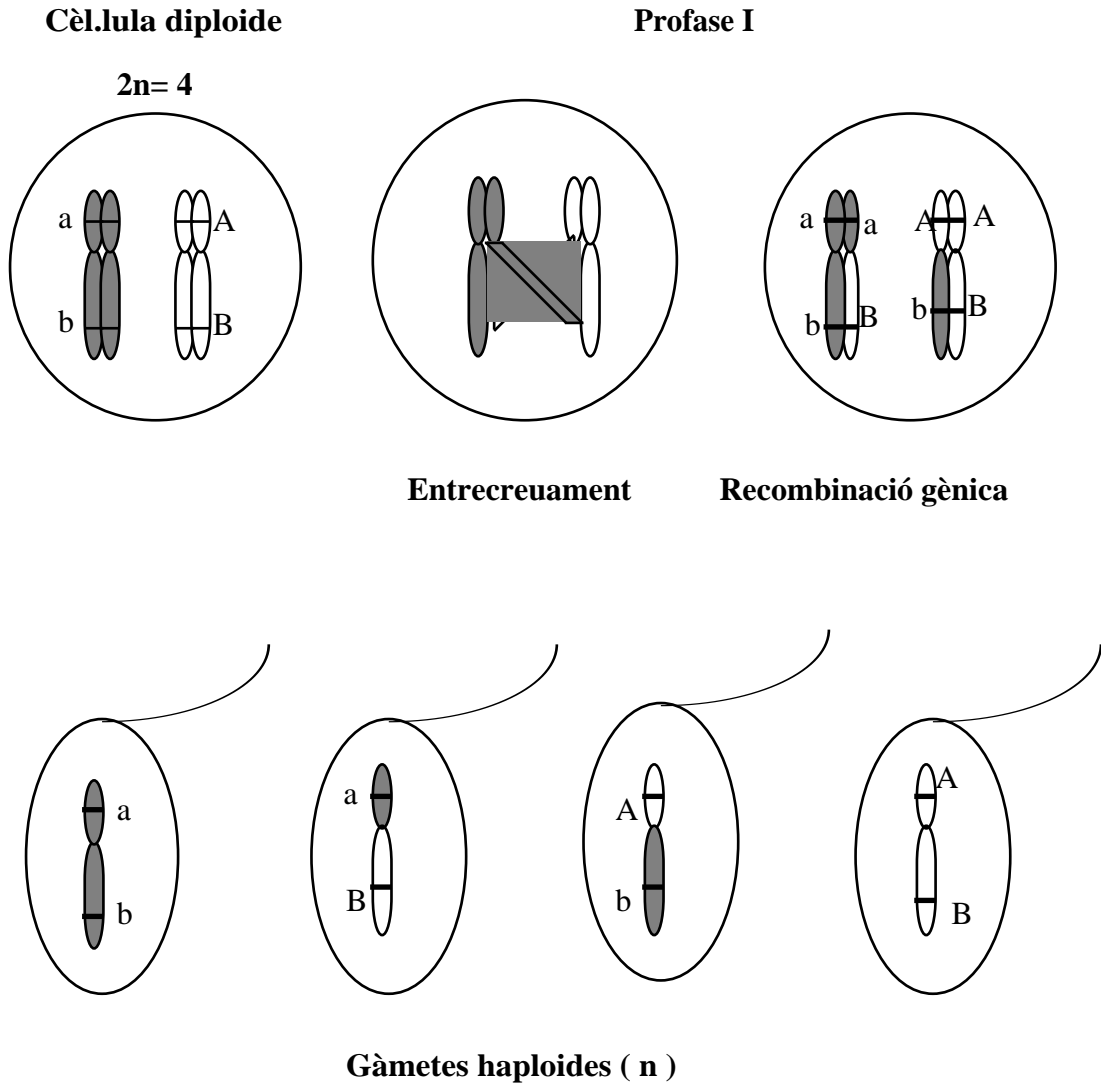 Cèl.lula diploide
Profase I
2n= 4
a
A
b
B
a
a
A
A
b
B
b
B
Entrecreuament
Recombinació gènica
a
b
a
B
A
b
A
B
Gàmetes haploides ( n )